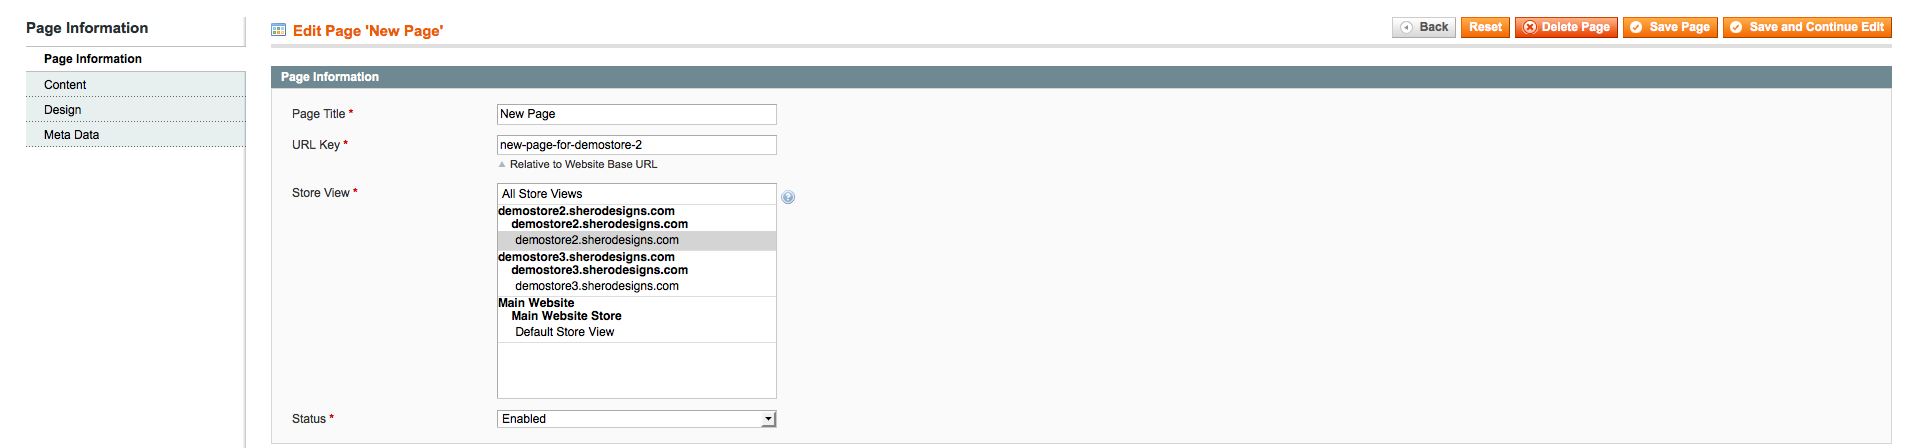 Page Information
Page Information
Content
Design
Meta Data
Edit Page 'New Page'
Back
Reset
Delete Page
Save Page
Save and Continue Edit
Page Information
Page Title *
New Page
URL Key *
new-page-for-demostore-2
Relative to Website Base URL
Store View *
All Store Views
demostore2.sherodesigns.com
demostore2.sherodesigns.com
demostore2.sherodesigns.com
demostore3.sherodesigns.com
demostore3.sherodesigns.com
demostore3.sherodesigns.com
Main Website
Main Website Store
Default Store View
Status *
Enabled